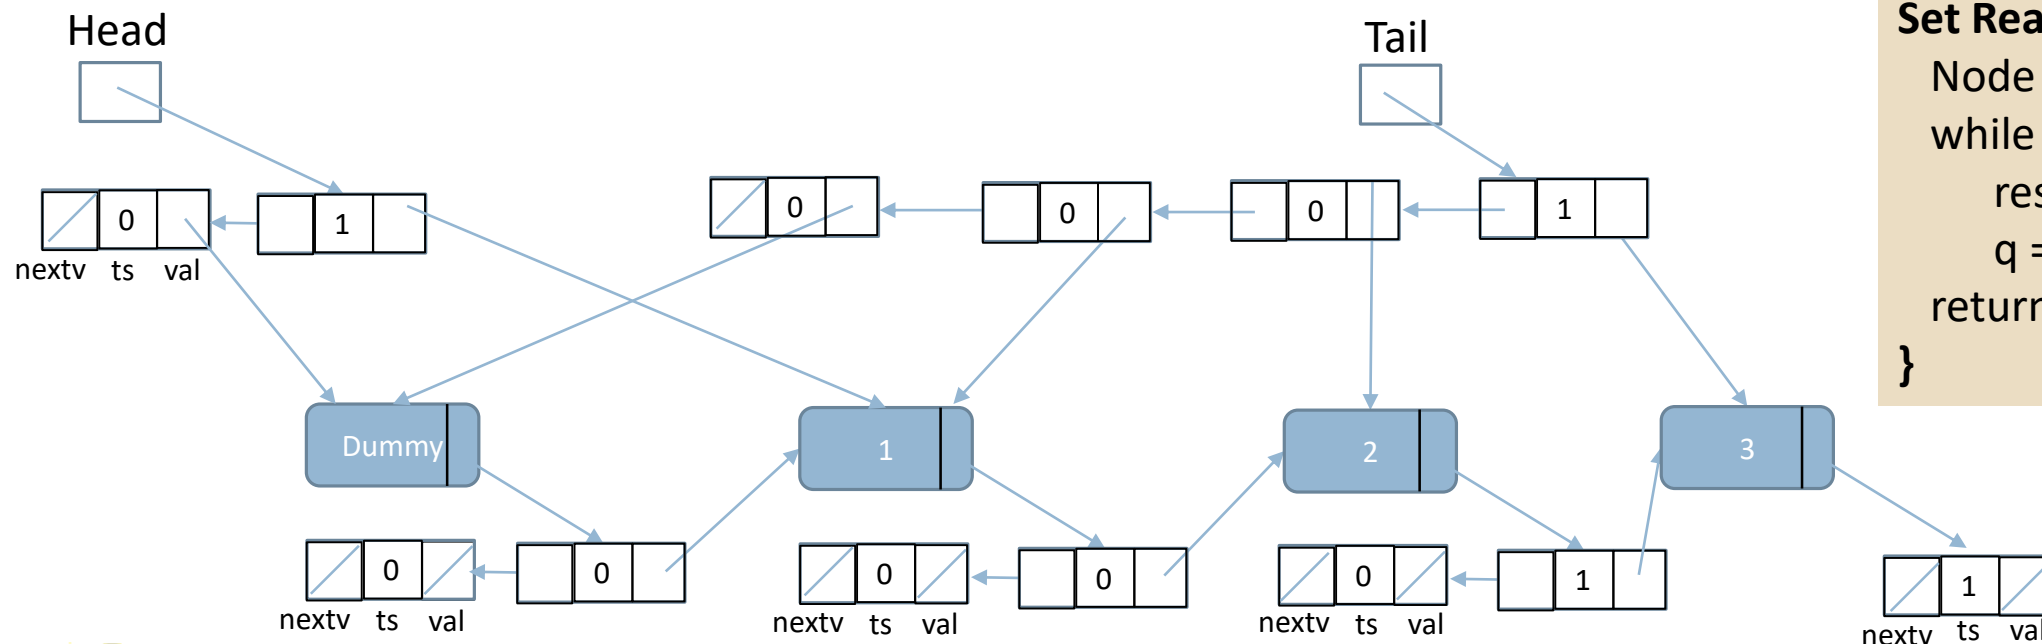 Head
Tail
Set Rea
Node
while
res
q =
return
}
0
1
0
0
0
1
nextv ts val
Dummy
1
2
3
0
0
0
0
0
1
1
nextv ts val
nextv ts val
nextv ts val
nextv ts val